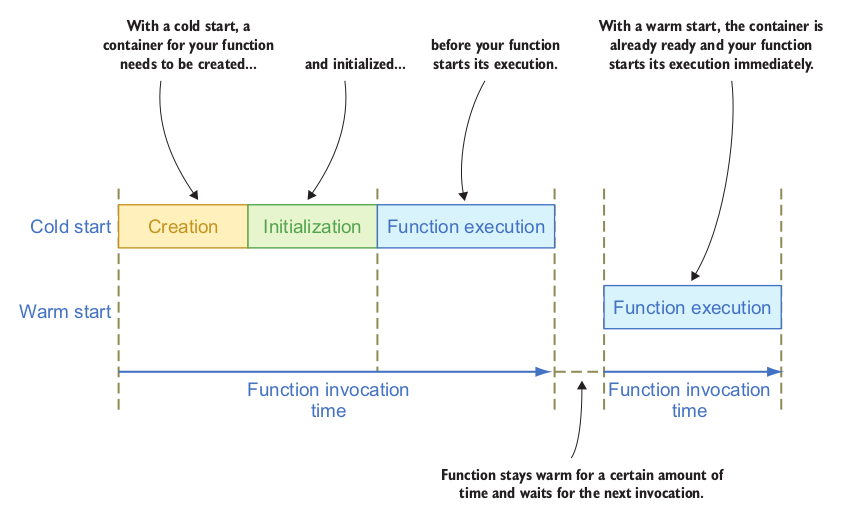 With a cold start, a
container for your function
needs to be created...
and initialized...
before your function
starts its execution.
With a warm start, the container is
already ready and your function
starts its execution immediately.
Cold start
Creation
Initialization
Function execution
Warm start
Function execution
Function invocation
time
Function invocation
time
Function stays warm for a certain amount of
time and waits for the next invocation.